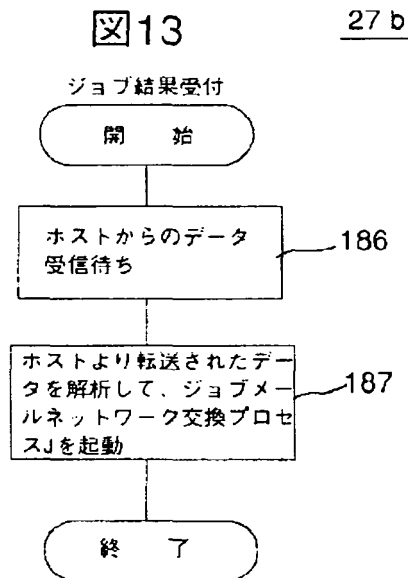 図13
27b
ジョブ結果受付
開 始
ホストからのデータ
受信待ち
186
ホストより転送されたデー
タを解析して、ジョブメー
ルネットワーク交換プロセ
スJを起動
187
終 了